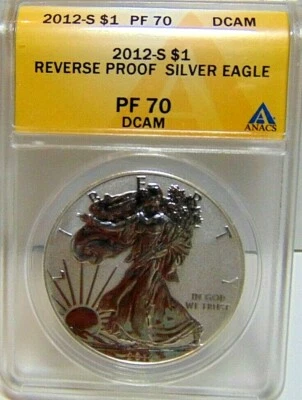 2012-S $1 PF 70 DCAM
2012-S $1
REVERSE PROOF SILVER EAGLE
PF 70
DCAM
ANACS
LIBERTY
IN GOD
WE TRUST